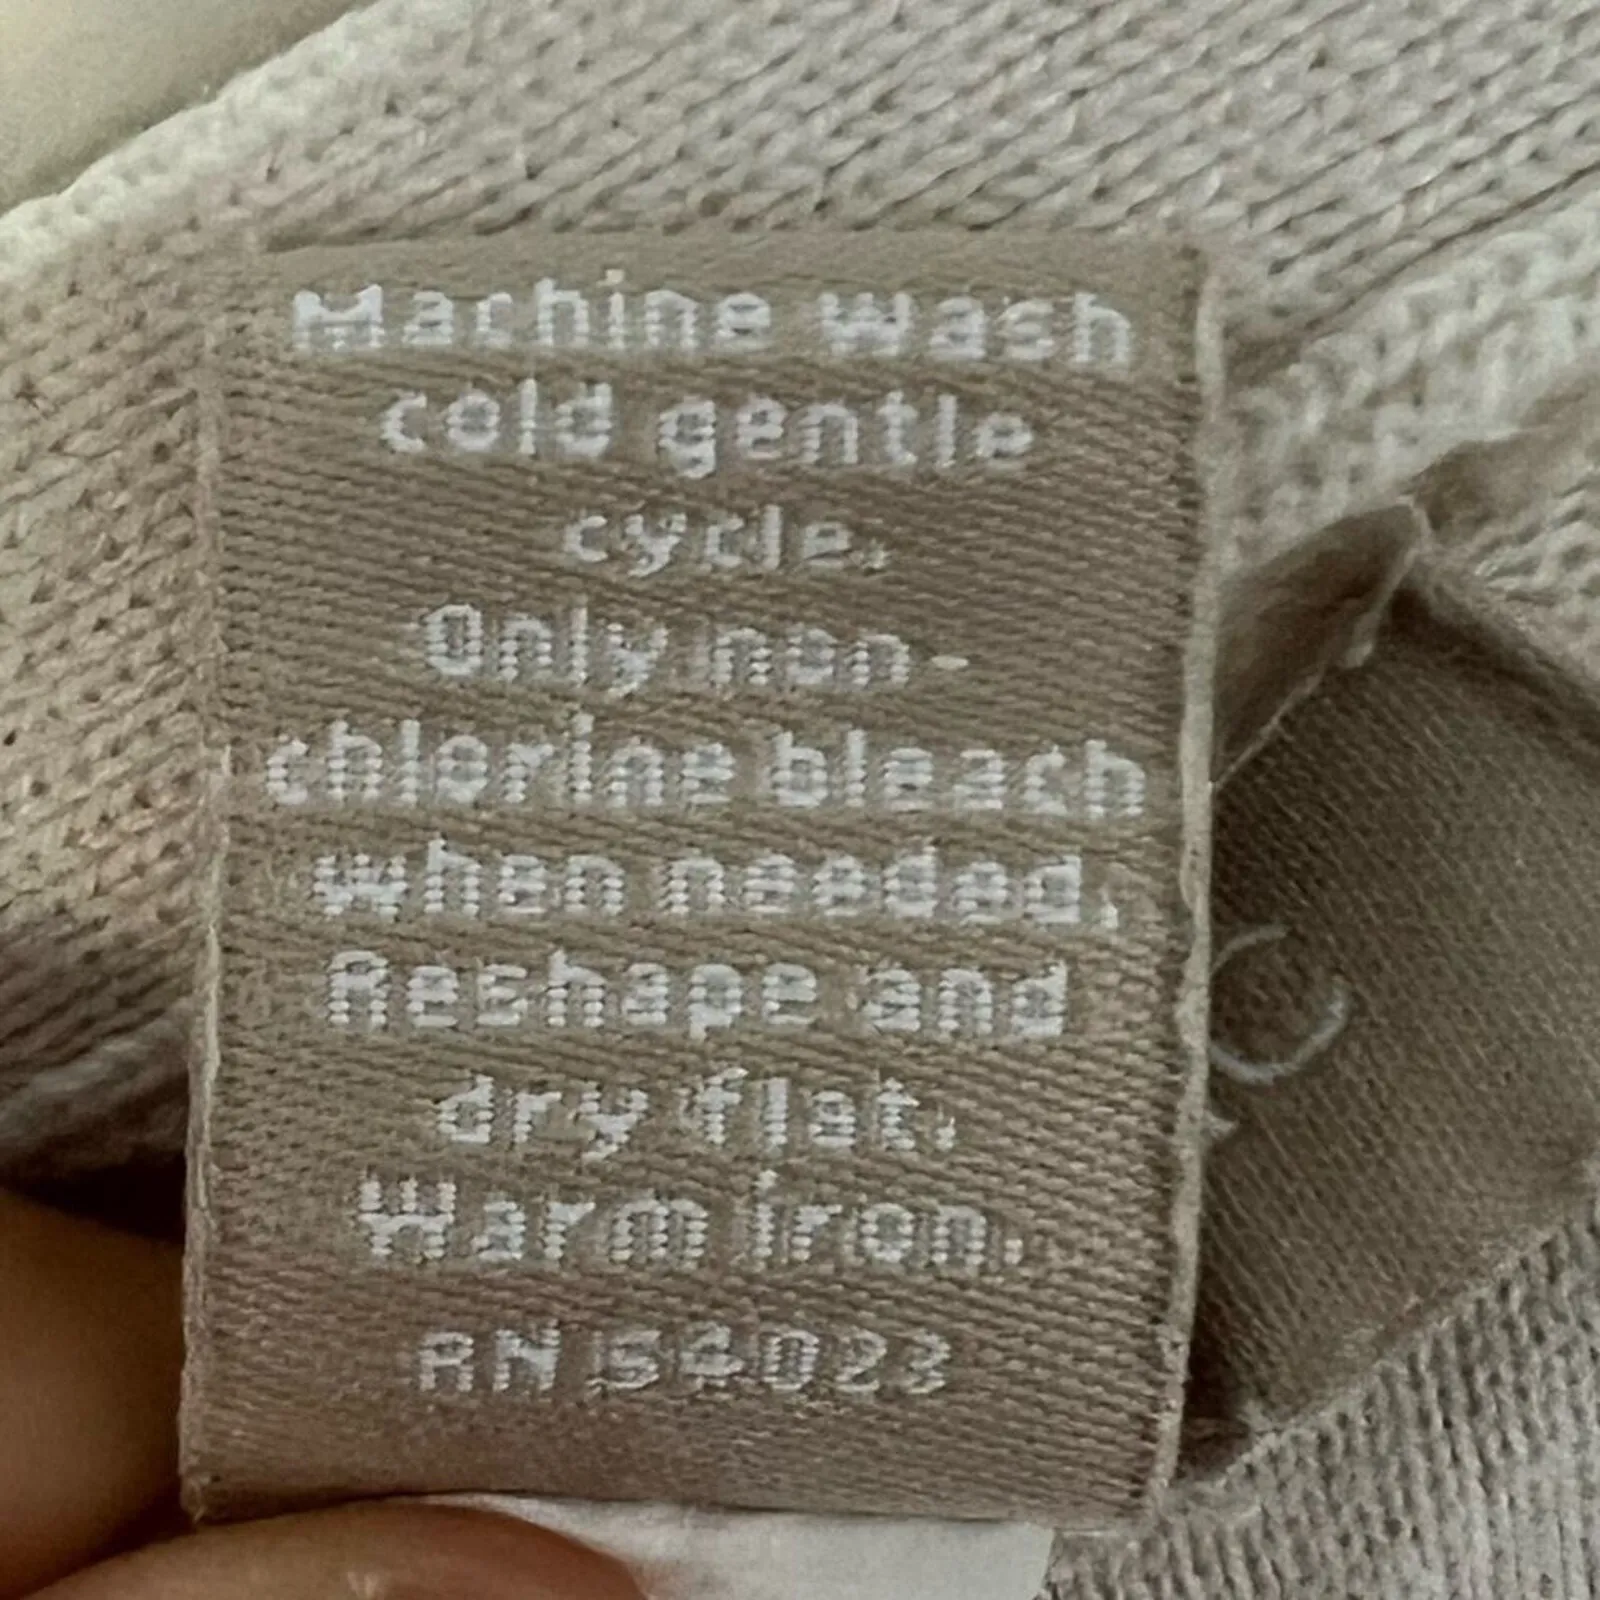 Machine wash
cold gentle
cycle.
Only non-
chlorine bleach
when needed.
Reshape and
dry flat.
Warm iron.
RN 54023